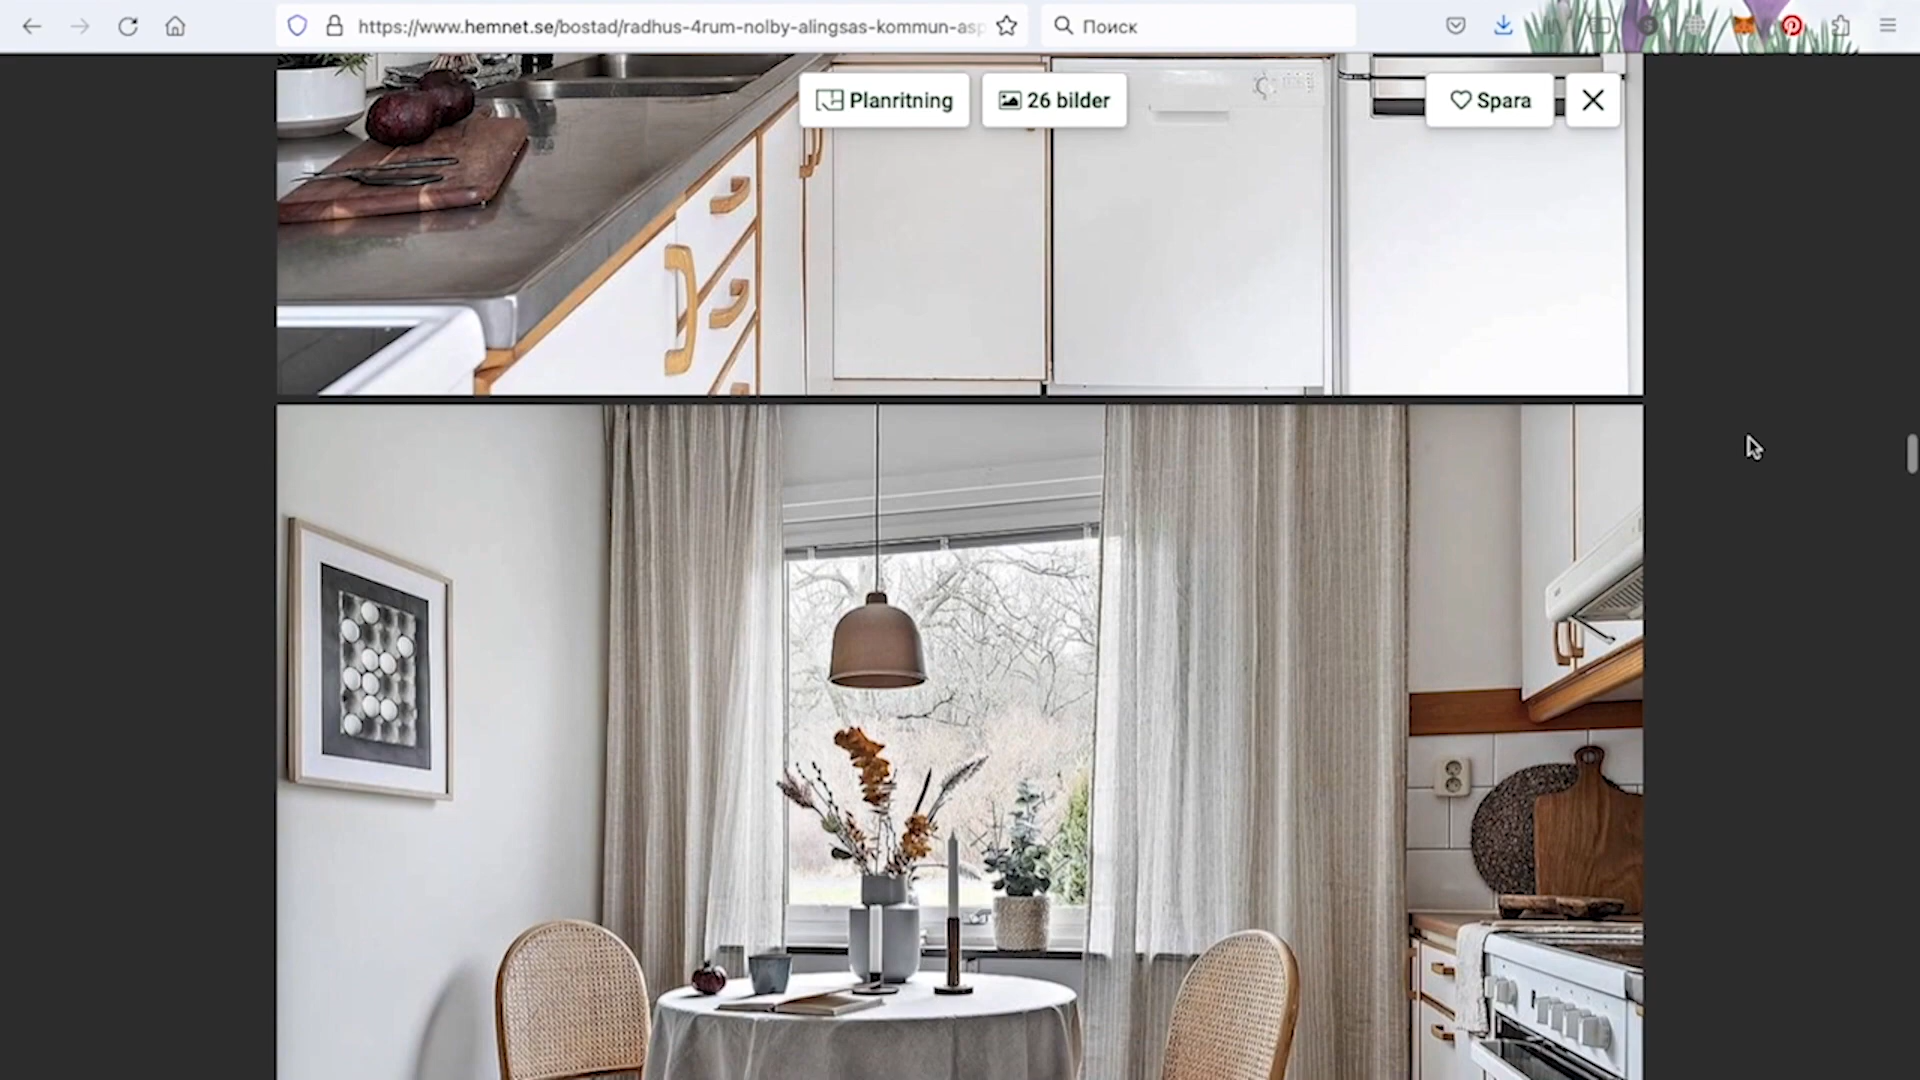 https://www.hemnet.se/bostad/radhus-4rum-nolby-alingsas-kommun-asp
Поиск
Planritning
26 bilder
Spara